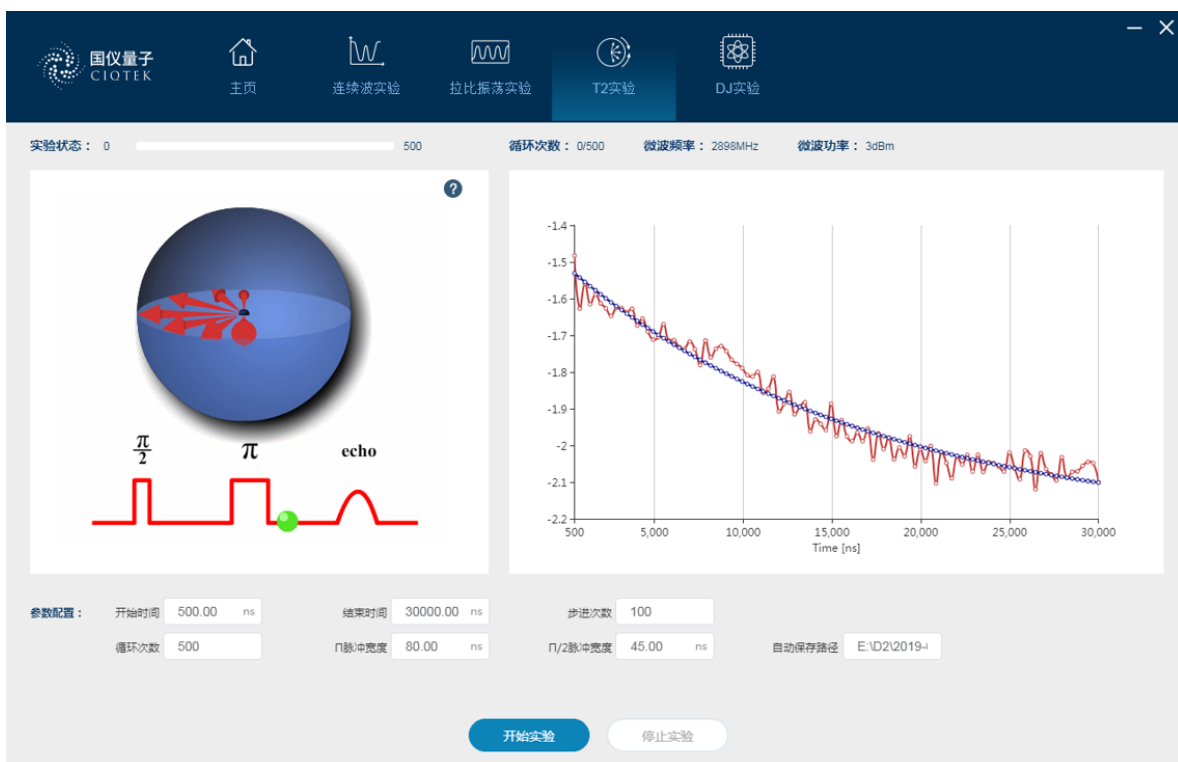 国仪量子
CIOTEK
主页
连续波实验
拉比振荡实验
T2实验
DJ实验
实验状态： 0 500 循环次数： 0/500 微波频率： 2898MHz 微波功率： 3dBm
?
π/2 π echo
-1.4
-1.5
-1.6
-1.7
-1.8
-1.9
-2
-2.1
-2.2
500 5,000 10,000 15,000 20,000 25,000 30,000
Time [ns]
参数配置： 开始时间 500.00 ns 结束时间 30000.00 ns 步进次数 100
循环次数 500 Π脉冲宽度 80.00 ns Π/2脉冲宽度 45.00 ns 自动保存路径 E:\D2\2019-
开始实验 停止实验